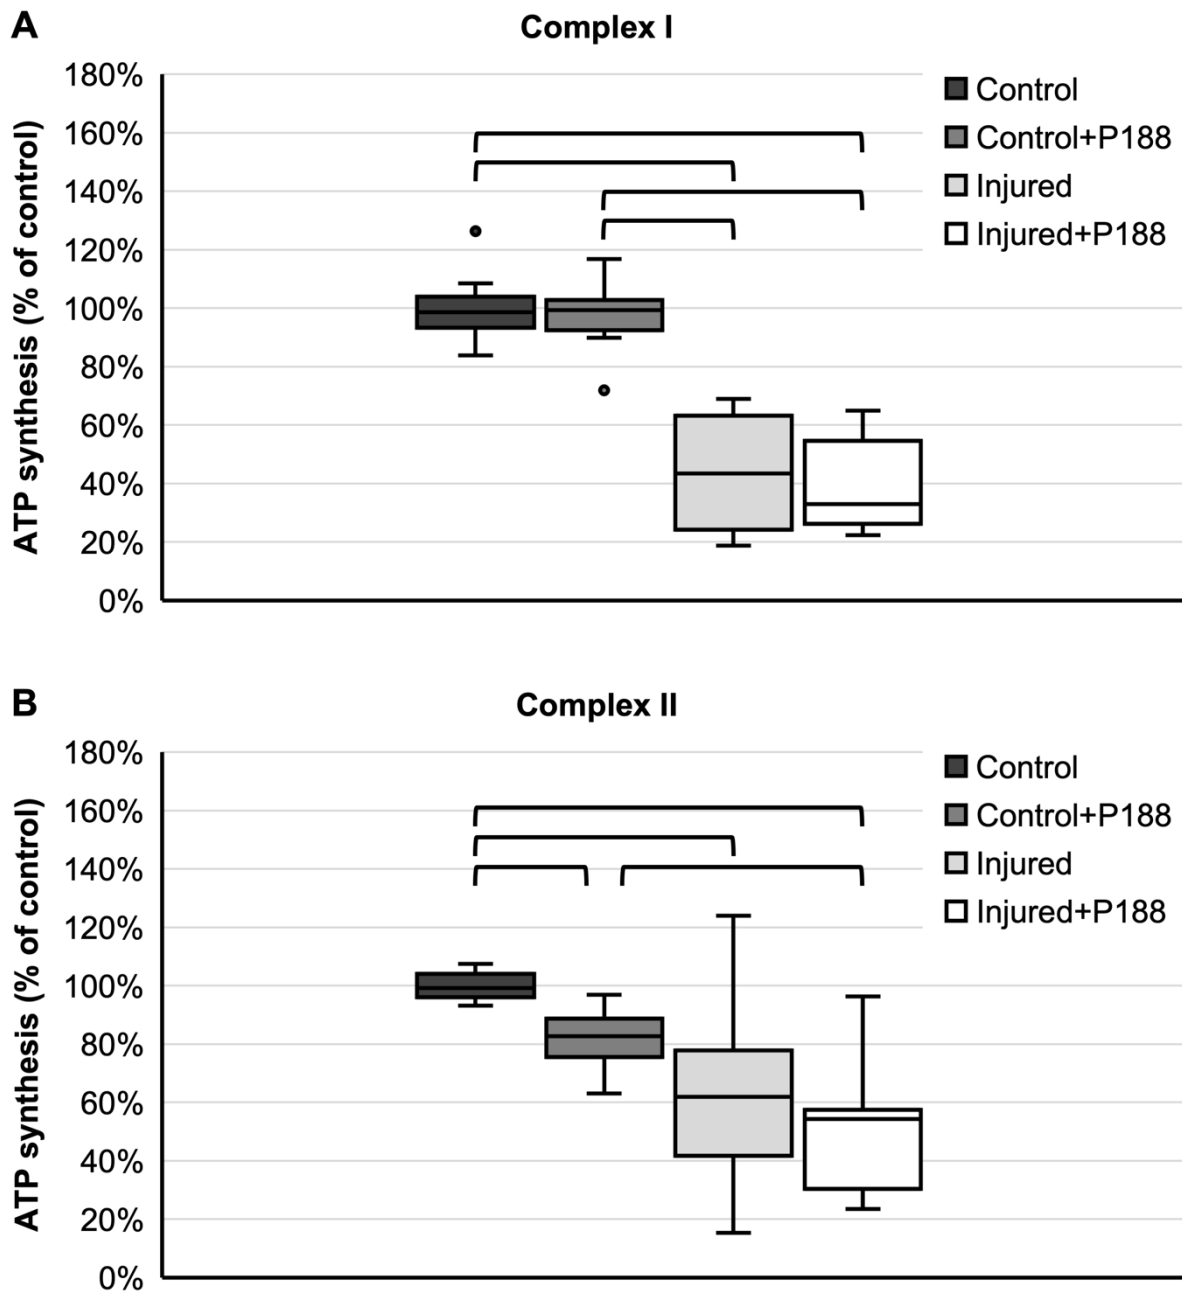 A
Complex I
ATP synthesis (% of control)
180%
160%
140%
120%
100%
80%
60%
40%
20%
0%
Control
Control+P188
Injured
Injured+P188
B
Complex II
ATP synthesis (% of control)
180%
160%
140%
120%
100%
80%
60%
40%
20%
0%
Control
Control+P188
Injured
Injured+P188